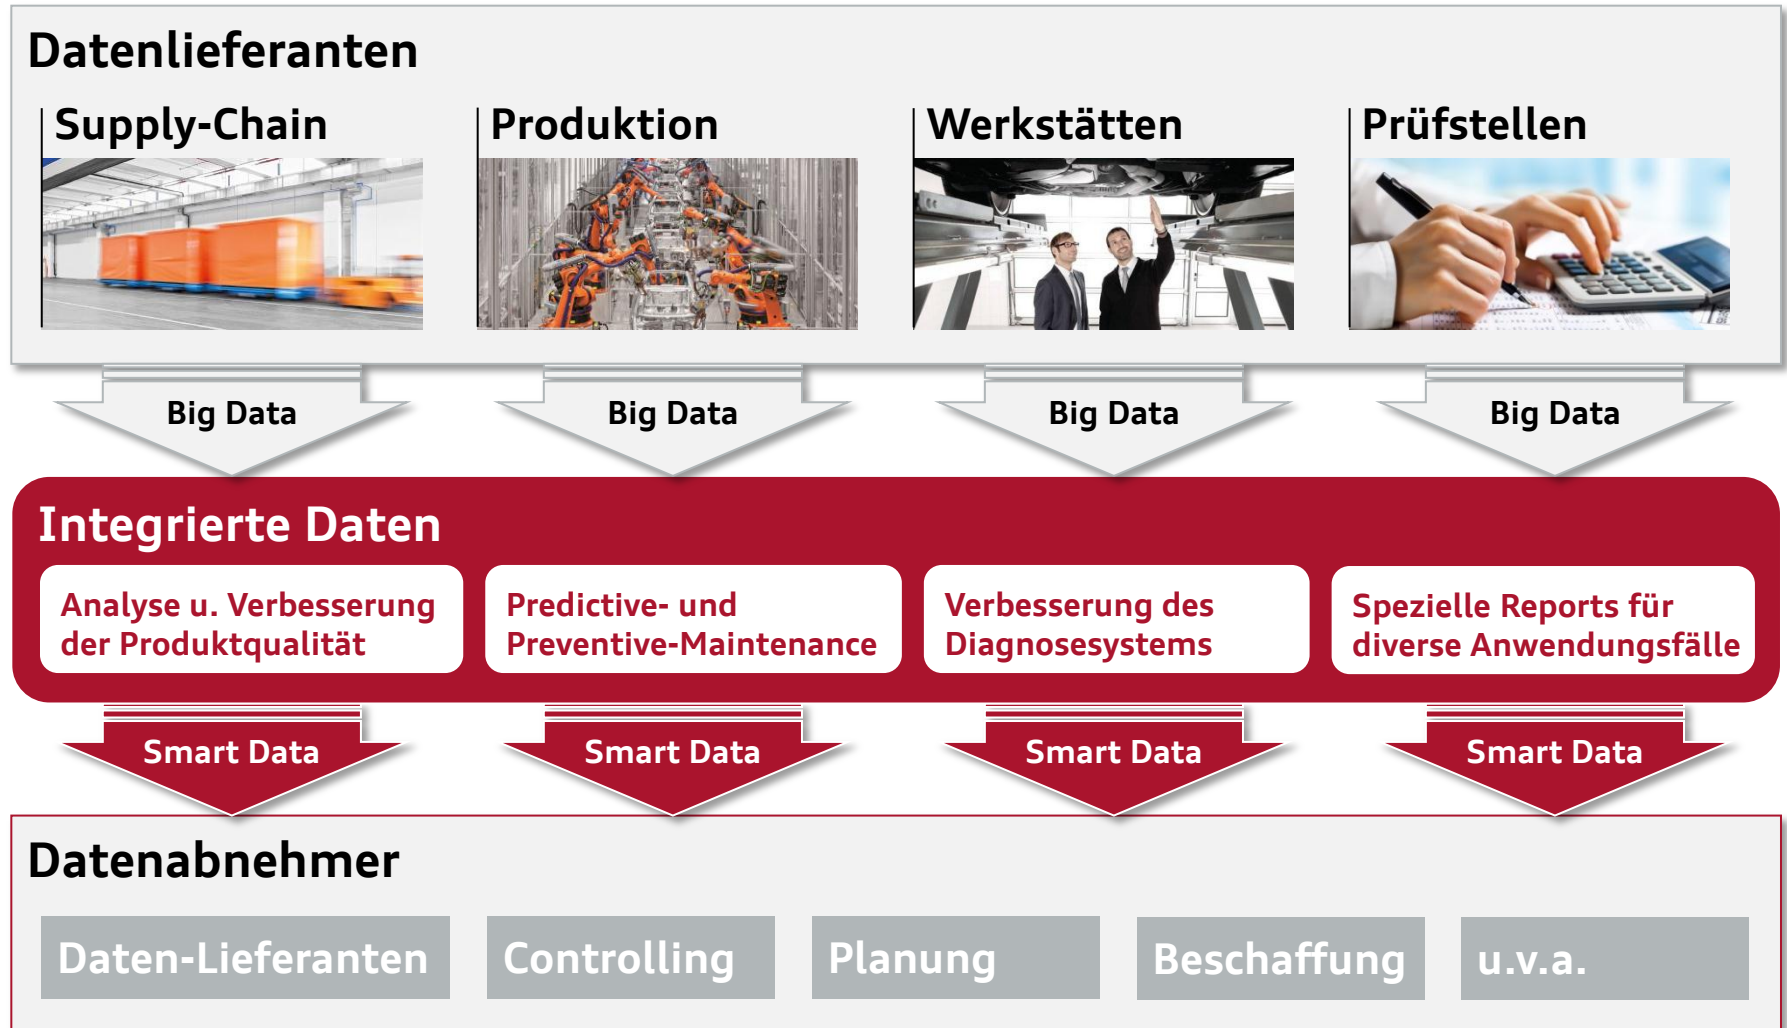 Datenlieferanten
Supply-Chain
Produktion
Werkstätten
Prüfstellen
Big Data
Big Data
Big Data
Big Data
Integrierte Daten
Analyse u. Verbesserung
der Produktqualität
Predictive- und
Preventive-Maintenance
Verbesserung des
Diagnosesystems
Spezielle Reports für
diverse Anwendungsfälle
Smart Data
Smart Data
Smart Data
Smart Data
Datenabnehmer
Daten-Lieferanten
Controlling
Planung
Beschaffung
u.v.a.